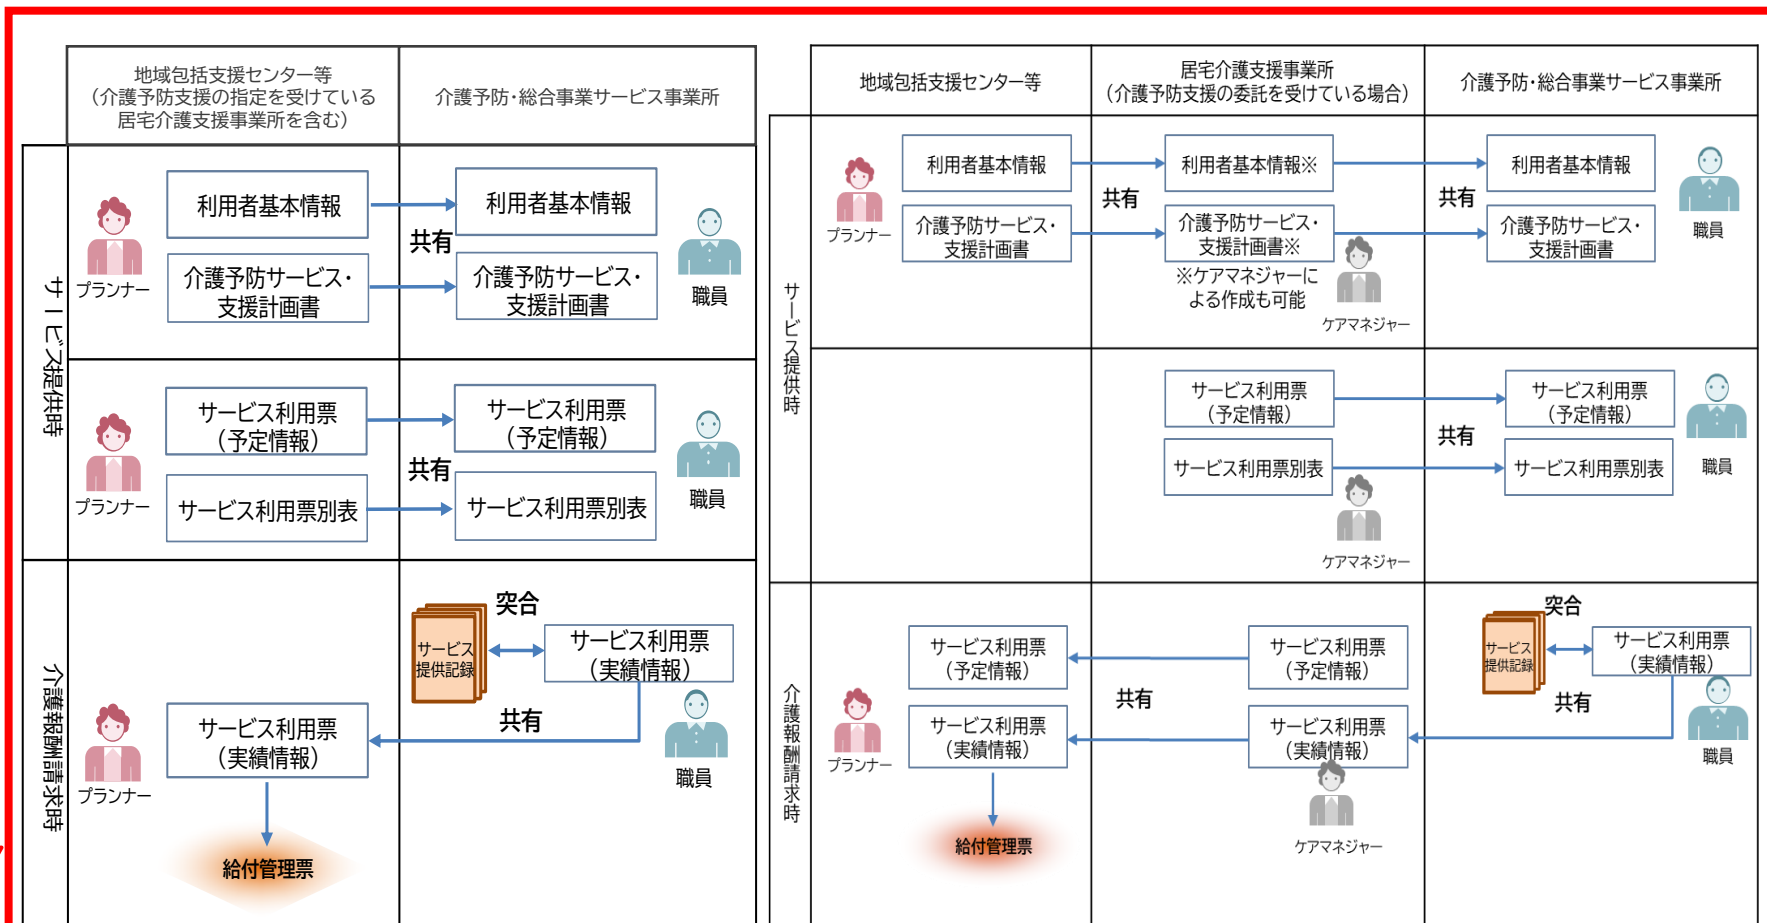 地域包括支援センター等
（介護予防支援の指定を受けている
居宅介護支援事業所を含む）
介護予防・総合事業サービス事業所
サービス提供時
プランナー
利用者基本情報
利用者基本情報
共有
介護予防サービス・
支援計画書
介護予防サービス・
支援計画書
職員
プランナー
サービス利用票
（予定情報）
サービス利用票
（予定情報）
共有
サービス利用票別表
サービス利用票別表
職員
介護報酬請求時
サービス
提供記録
突合
サービス利用票
（実績情報）
共有
職員
プランナー
サービス利用票
（実績情報）
給付管理票
地域包括支援センター等
居宅介護支援事業所
（介護予防支援の委託を受けている場合）
介護予防・総合事業サービス事業所
サービス提供時
プランナー
利用者基本情報
利用者基本情報※
利用者基本情報
共有
共有
介護予防サービス・
支援計画書
介護予防サービス・
支援計画書※
介護予防サービス・
支援計画書
※ケアマネジャーに
よる作成も可能
ケアマネジャー
職員
サービス利用票
（予定情報）
サービス利用票
（予定情報）
共有
サービス利用票別表
サービス利用票別表
ケアマネジャー
職員
介護報酬請求時
プランナー
サービス利用票
（予定情報）
サービス利用票
（予定情報）
共有
サービス利用票
（実績情報）
サービス利用票
（実績情報）
ケアマネジャー
サービス
提供記録
突合
サービス利用票
（実績情報）
共有
職員
給付管理票